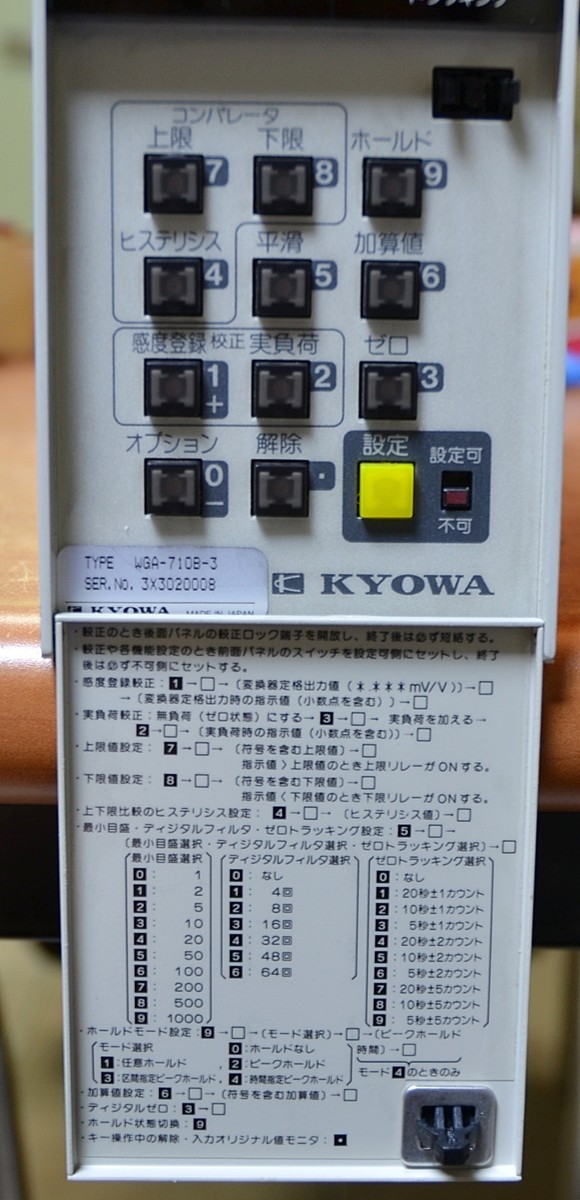 コンパレータ
上限 下限 ホールド
7 8 9
ヒステリシス 平滑 加算値
4 5 6
感度登録 校正 実負荷 ゼロ
1 2 3
+
オプション 解除 設定 設定可
0 ・
－ 不可
TYPE WGA-710B-3
SER.No. 3X3020008
KYOWA MADE IN JAPAN
KYOWA
・較正のとき後面パネルの較正ロック端子を開放し、終了後は必ず短絡する。
・較正や各機能設定のとき前面パネルのスイッチを設定可側にセットし、終了
後は必ず不可側にセットする。
・感度登録較正：1→□→（変換器定格出力値（＊.＊＊＊mV/V））→□
→（変換器定格出力時の指示値（小数点を含む））→□
・実負荷較正：無負荷（ゼロ状態）にする→3→□→ 実負荷を加える→
2→□→（実負荷時の指示値（小数点を含む））→□
・上限値設定：7→□→（符号を含む上限値）→□
指示値＞上限値のとき上限リレーがONする。
・下限値設定：8→□→（符号を含む下限値）→□
指示値＜下限値のとき下限リレーがONする。
・上下限比較のヒステリシス設定：4→□→（ヒステリシス値）→□
・最小目盛・ディジタルフィルタ・ゼロトラッキング設定：5→□→
（最小目盛選択・ディジタルフィルタ選択・ゼロトラッキング選択）→□
最小目盛選択 ディジタルフィルタ選択 ゼロトラッキング選択
0：1 0：なし 0：なし
1：2 1：4回 1：20秒±1カウント
2：5 2：8回 2：10秒±1カウント
3：10 3：16回 3：5秒±1カウント
4：20 4：32回 4：20秒±2カウント
5：50 5：48回 5：10秒±2カウント
6：100 6：64回 6：5秒±2カウント
7：200 7：20秒±5カウント
8：500 8：10秒±5カウント
9：1000 9：5秒±5カウント
・ホールドモード設定：9→□→（モード選択）→□→（ピークホールド
モード選択 0：ホールドなし 時間）→□
1：任意ホールド ，2：ピークホールド
3：区間指定ピークホールド，4：時間指定ピークホールド モード4のときのみ
・加算値設定：6→□→（符号を含む加算値）→□
・ディジタルゼロ：3→□
・ホールド状態切換：9
・キー操作中の解除・入力オリジナル値モニタ：・